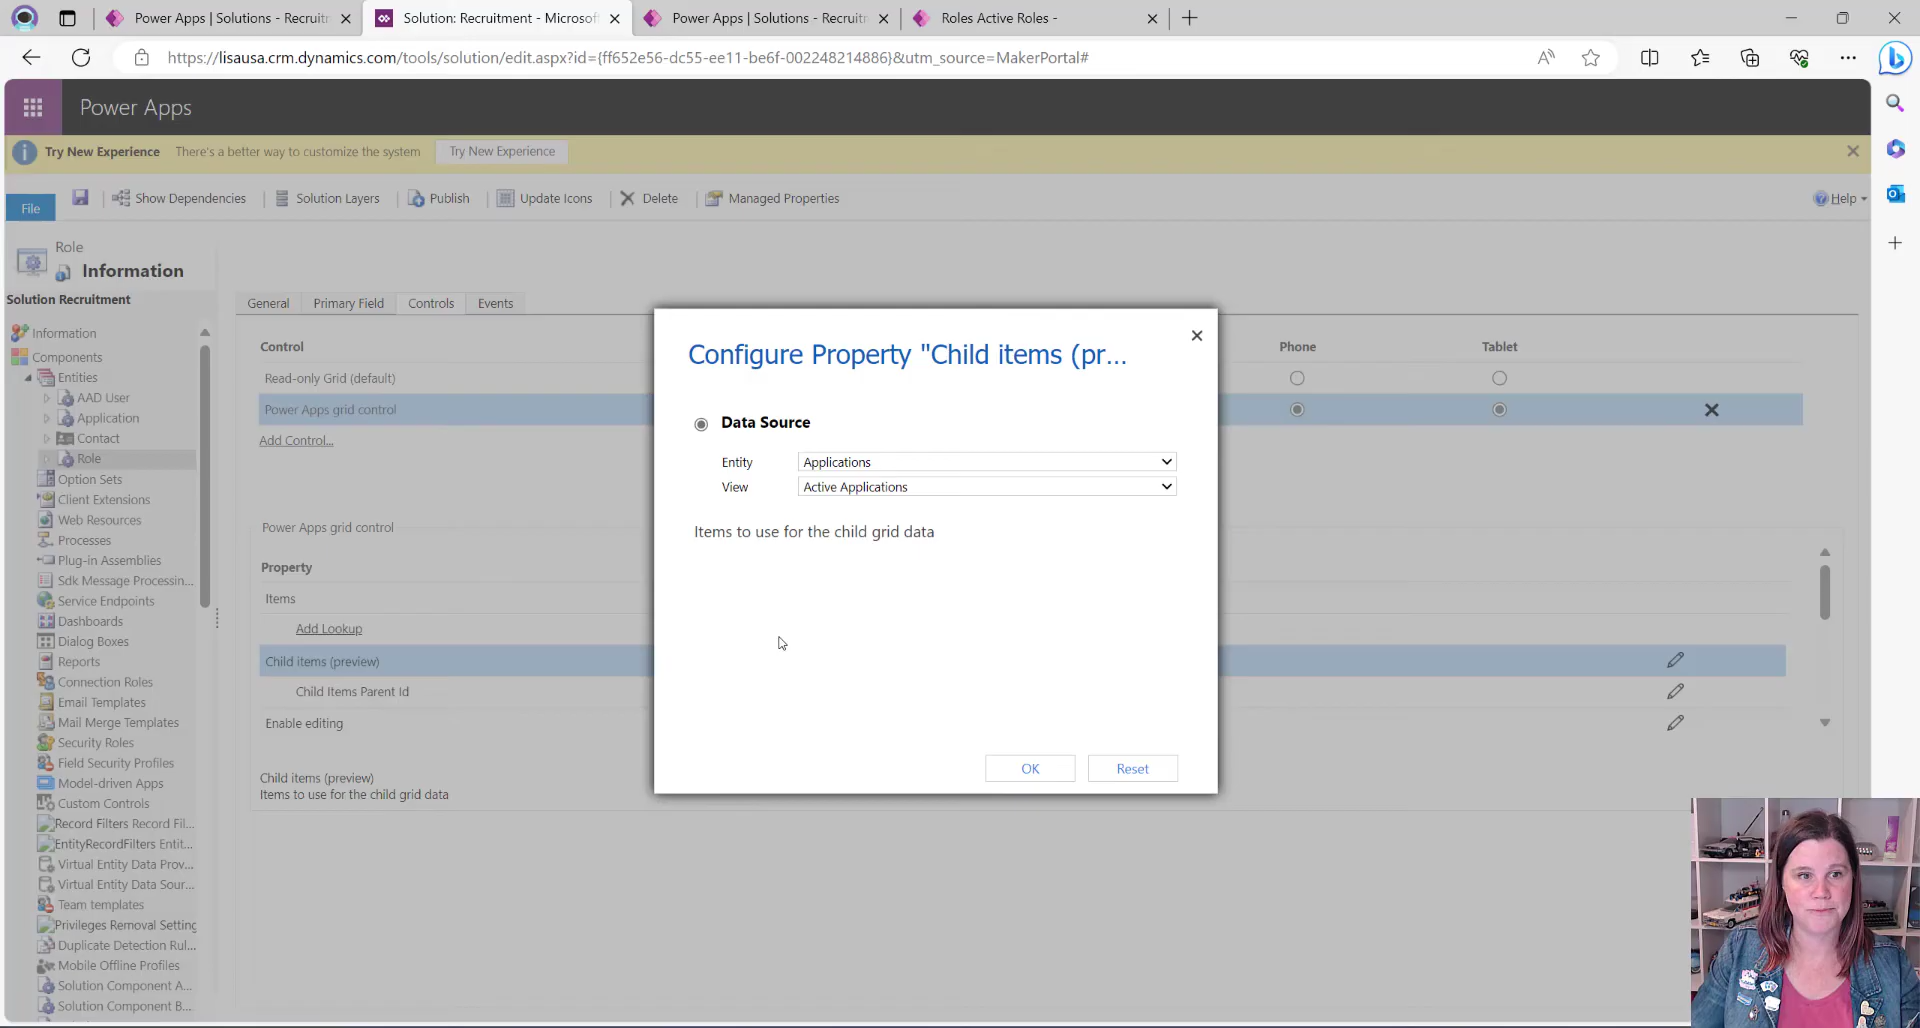 Power Apps | Solutions - Recruitn
Solution: Recruitment - Microsoft
Power Apps | Solutions - Recruitn
Roles Active Roles -
https://lisausa.crm.dynamics.com/tools/solution/edit.aspx?id={ff652e56-dc55-ee11-be6f-002248214886}&utm_source=MakerPortal#
Power Apps
Try New Experience There's a better way to customize the system Try New Experience
File
Show Dependencies
Solution Layers
Publish
Update Icons
Delete
Managed Properties
Help
Role
Information
Solution Recruitment
Information
Components
Entities
AAD User
Application
Contact
Role
Option Sets
Client Extensions
Web Resources
Processes
Plug-in Assemblies
Sdk Message Processin...
Service Endpoints
Dashboards
Dialog Boxes
Reports
Connection Roles
Email Templates
Mail Merge Templates
Security Roles
Field Security Profiles
Model-driven Apps
Custom Controls
Record Filters Record Fil...
EntityRecordFilters Entit...
Virtual Entity Data Prov...
Virtual Entity Data Sour...
Team templates
Privileges Removal Setting
Duplicate Detection Rul...
Mobile Offline Profiles
Solution Component A...
Solution Component B...
General
Primary Field
Controls
Events
Control
Phone
Tablet
Read-only Grid (default)
Power Apps grid control
Add Control...
Power Apps grid control
Property
Items
Add Lookup
Child items (preview)
Child Items Parent Id
Enable editing
Child items (preview)
Items to use for the child grid data
Configure Property "Child items (pr...
Data Source
Entity Applications
View Active Applications
Items to use for the child grid data
OK
Reset